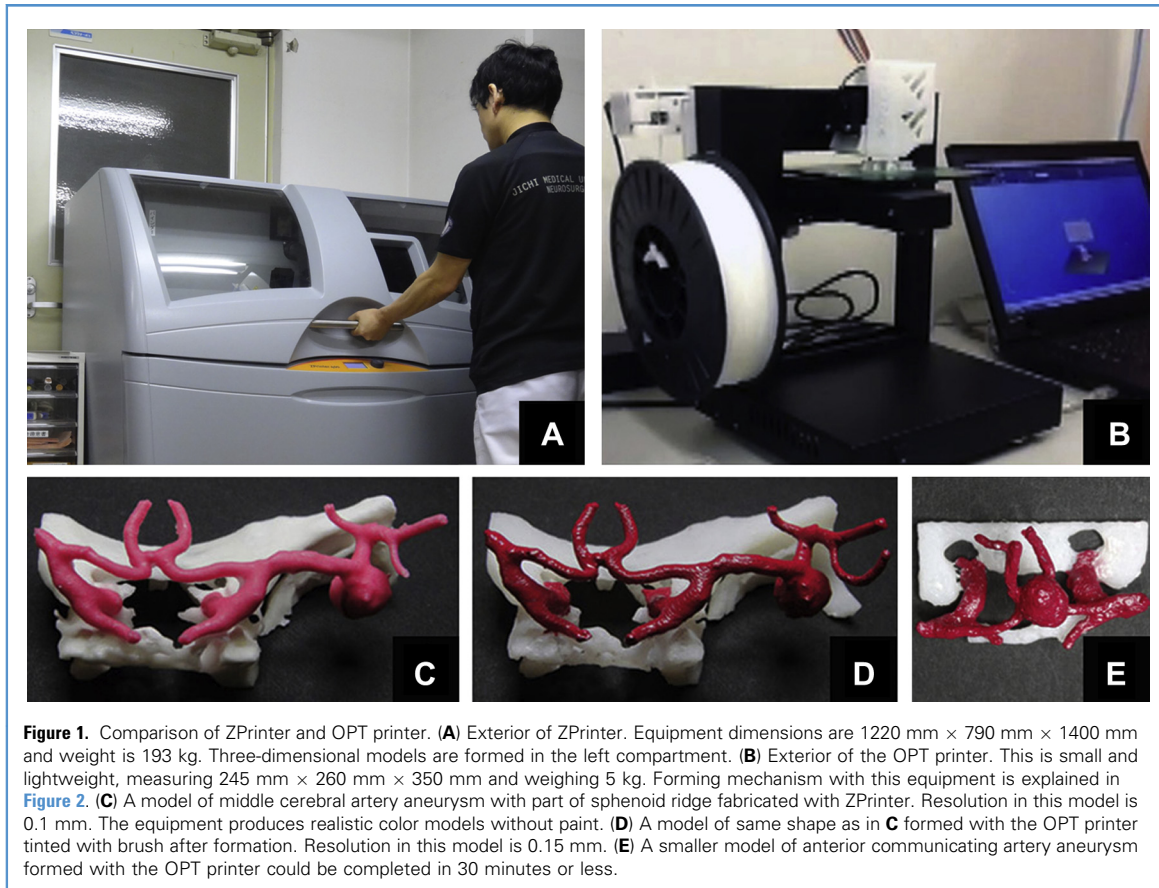 JICHI MEDICAL U
NEUROSURG
A
B
C
D
E
Figure 1. Comparison of ZPrinter and OPT printer. (A) Exterior of ZPrinter. Equipment dimensions are 1220 mm × 790 mm × 1400 mm
and weight is 193 kg. Three-dimensional models are formed in the left compartment. (B) Exterior of the OPT printer. This is small and
lightweight, measuring 245 mm × 260 mm × 350 mm and weighing 5 kg. Forming mechanism with this equipment is explained in
Figure 2. (C) A model of middle cerebral artery aneurysm with part of sphenoid ridge fabricated with ZPrinter. Resolution in this model is
0.1 mm. The equipment produces realistic color models without paint. (D) A model of same shape as in C formed with the OPT printer
tinted with brush after formation. Resolution in this model is 0.15 mm. (E) A smaller model of anterior communicating artery aneurysm
formed with the OPT printer could be completed in 30 minutes or less.